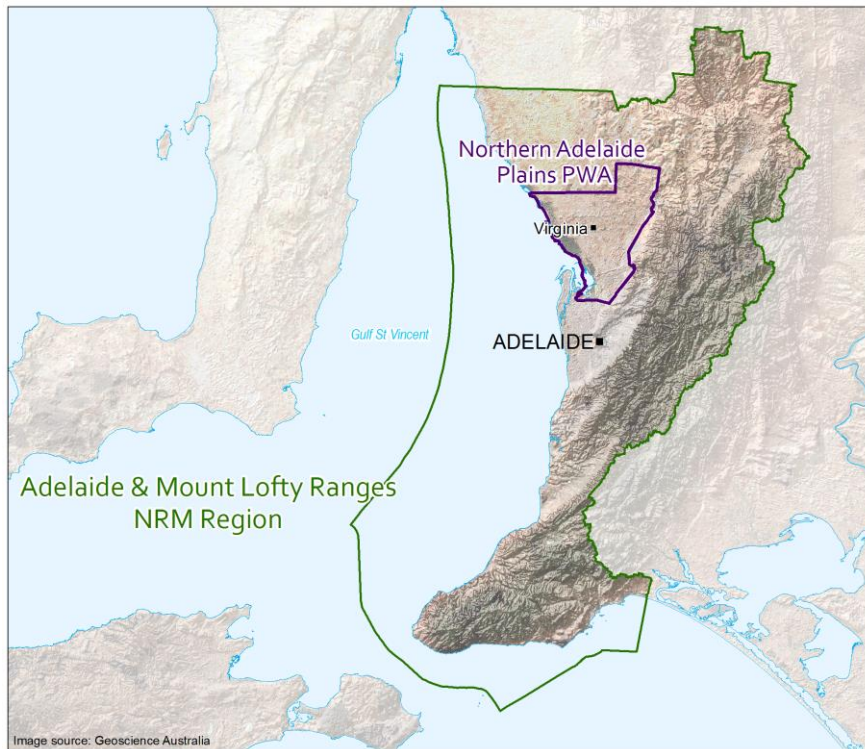 Northern Adelaide
Plains PWA
Virginia
Gulf St Vincent
ADELAIDE
Adelaide & Mount Lofty Ranges
NRM Region
Image source: Geoscience Australia